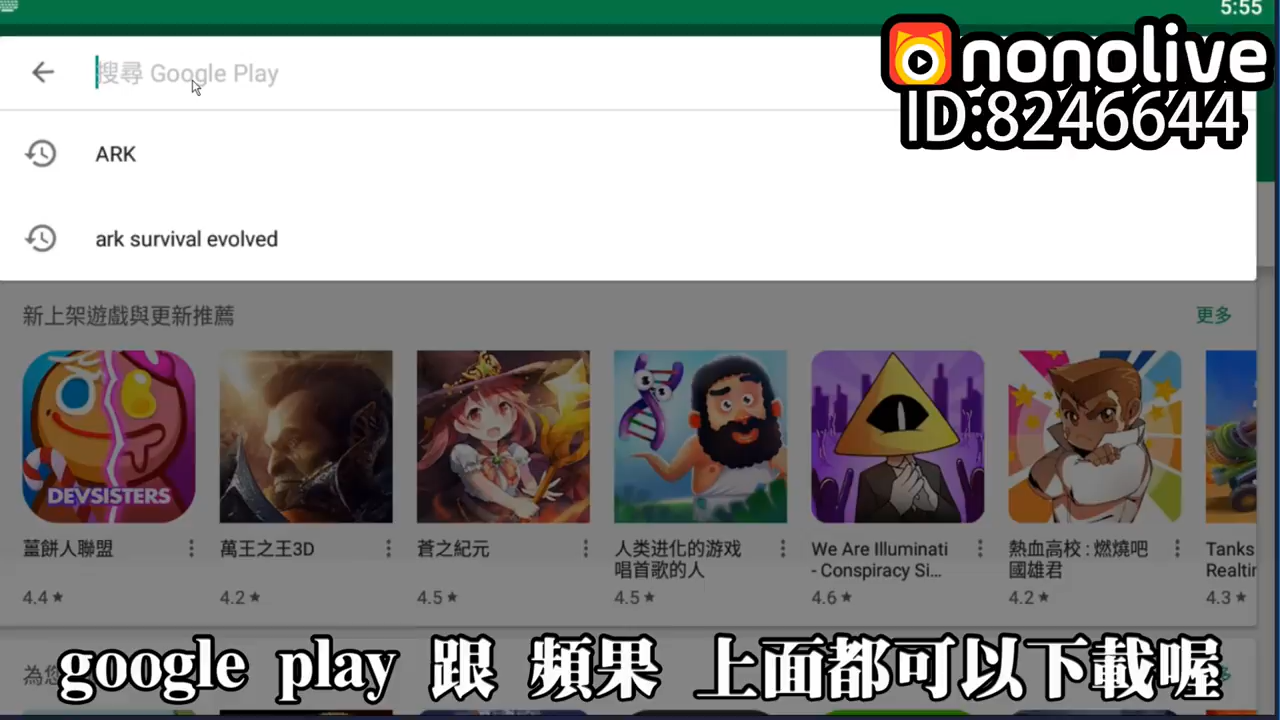 5:55
nonolive
ID:8246644
搜尋 Google Play
ARK
ark survival evolved
新上架遊戲與更新推薦
更多
DEVSISTERS
薑餅人聯盟
4.4★
萬王之王3D
4.2★
蒼之紀元
4.5★
人类进化的游戏
唱首歌的人
4.5★
We Are Illuminati
- Conspiracy Si...
4.6★
熱血高校 : 燃燒吧
國雄君
4.2★
Tanks
Realtin
4.3★
為您
google play 跟 頻果 上面都可以下載喔